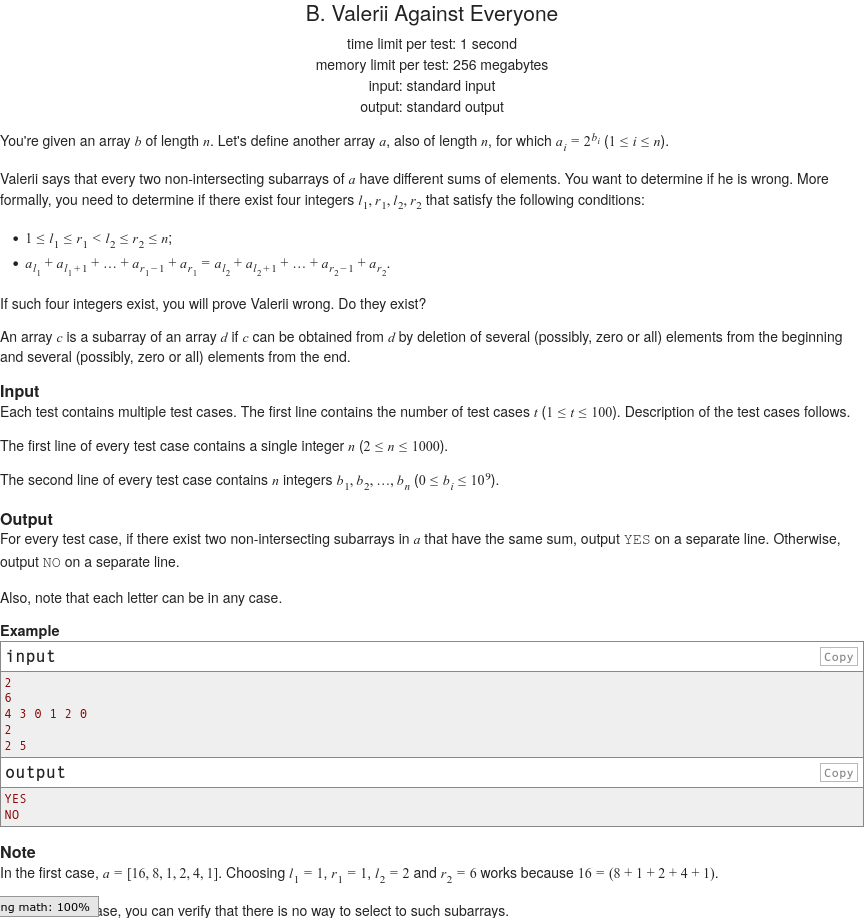 B. Valerii Against Everyone
time limit per test: 1 second
memory limit per test: 256 megabytes
input: standard input
output: standard output
You're given an array b of length n. Let's define another array a, also of length n, for which a_i = 2^{b_i} (1 ≤ i ≤ n).
Valerii says that every two non-intersecting subarrays of a have different sums of elements. You want to determine if he is wrong. More
formally, you need to determine if there exist four integers l_1, r_1, l_2, r_2 that satisfy the following conditions:
• 1 ≤ l_1 ≤ r_1 < l_2 ≤ r_2 ≤ n;
• a_{l_1} + a_{l_1+1} + … + a_{r_1−1} + a_{r_1} = a_{l_2} + a_{l_2+1} + … + a_{r_2−1} + a_{r_2}.
If such four integers exist, you will prove Valerii wrong. Do they exist?
An array c is a subarray of an array d if c can be obtained from d by deletion of several (possibly, zero or all) elements from the beginning
and several (possibly, zero or all) elements from the end.
Input
Each test contains multiple test cases. The first line contains the number of test cases t (1 ≤ t ≤ 100). Description of the test cases follows.
The first line of every test case contains a single integer n (2 ≤ n ≤ 1000).
The second line of every test case contains n integers b_1, b_2, …, b_n (0 ≤ b_i ≤ 10^9).
Output
For every test case, if there exist two non-intersecting subarrays in a that have the same sum, output YES on a separate line. Otherwise,
output NO on a separate line.
Also, note that each letter can be in any case.
Example
input
Copy
2
6
4 3 0 1 2 0
2
2 5
output
Copy
YES
NO
Note
In the first case, a = [16, 8, 1, 2, 4, 1]. Choosing l_1 = 1, r_1 = 1, l_2 = 2 and r_2 = 6 works because 16 = (8 + 1 + 2 + 4 + 1).
ng math: 100%
ase, you can verify that there is no way to select to such subarrays.